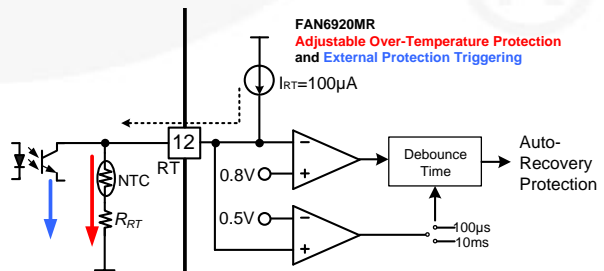 FAN6920MR
Adjustable Over-Temperature Protection
and External Protection Triggering
IRT=100µA
12
RT
NTC
RRT
0.8V
0.5V
−
+
−
+
Debounce
Time
100µs
10ms
Auto-
Recovery
Protection